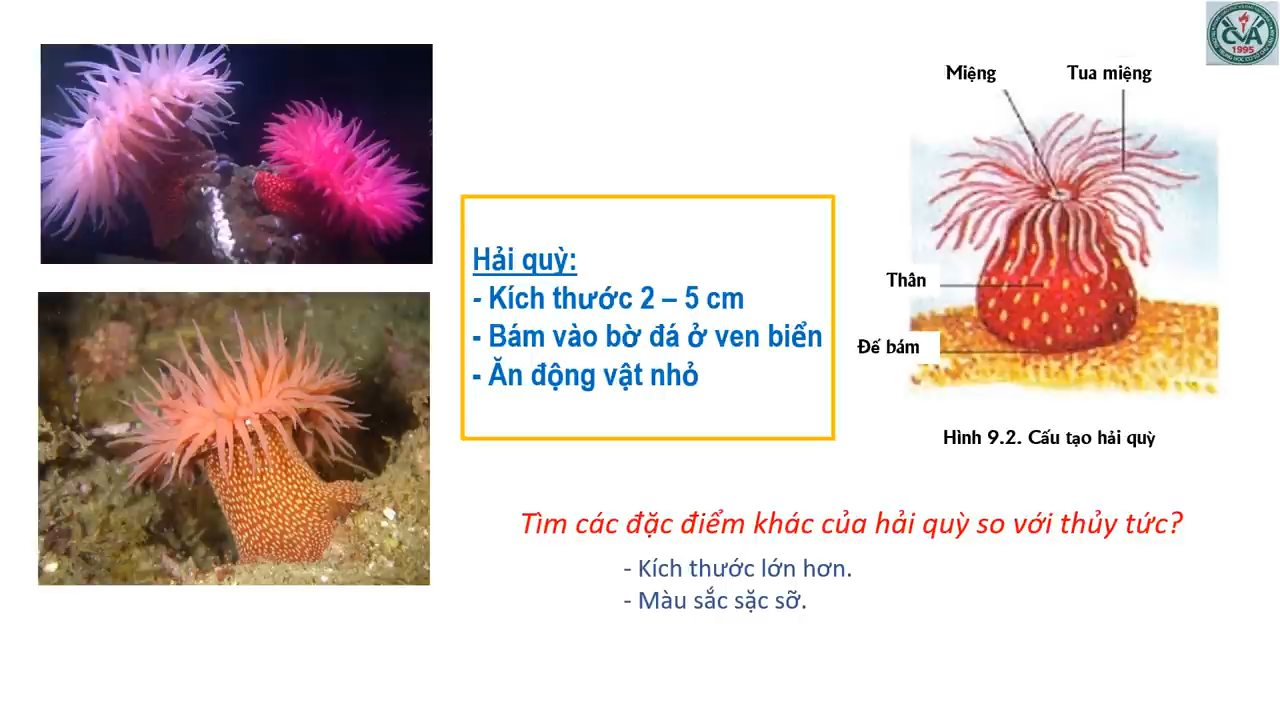 CVA
1995
Miệng
Tua miệng
Hải quỳ:
- Kích thước 2 – 5 cm
- Bám vào bờ đá ở ven biển
- Ăn động vật nhỏ
Thân
Đế bám
Hình 9.2. Cấu tạo hải quỳ
Tìm các đặc điểm khác của hải quỳ so với thủy tức?
- Kích thước lớn hơn.
- Màu sắc sặc sỡ.